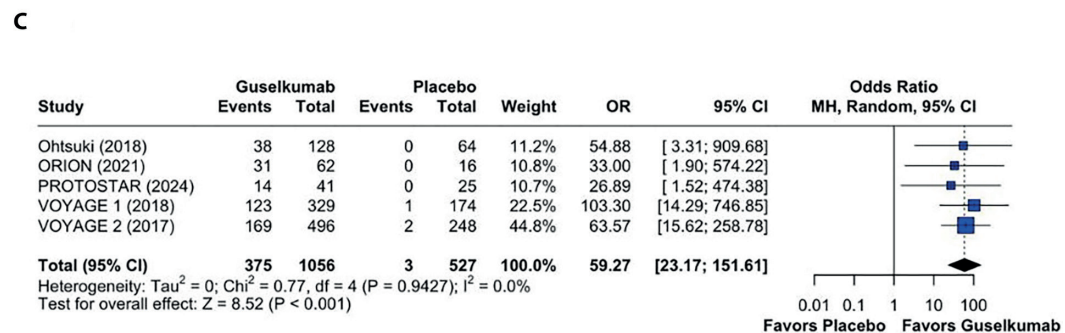 C
Guselkumab Placebo Odds Ratio
Study Events Total Events Total Weight OR 95% CI MH, Random, 95% CI
Ohtsuki (2018) 38 128 0 64 11.2% 54.88 [ 3.31; 909.68]
ORION (2021) 31 62 0 16 10.8% 33.00 [ 1.90; 574.22]
PROTOSTAR (2024) 14 41 0 25 10.7% 26.89 [ 1.52; 474.38]
VOYAGE 1 (2018) 123 329 1 174 22.5% 103.30 [14.29; 746.85]
VOYAGE 2 (2017) 169 496 2 248 44.8% 63.57 [15.62; 258.78]
Total (95% CI) 375 1056 3 527 100.0% 59.27 [23.17; 151.61]
Heterogeneity: Tau² = 0; Chi² = 0.77, df = 4 (P = 0.9427); I² = 0.0%
Test for overall effect: Z = 8.52 (P < 0.001)
0.01 0.1 1 10 100
Favors Placebo Favors Guselkumab